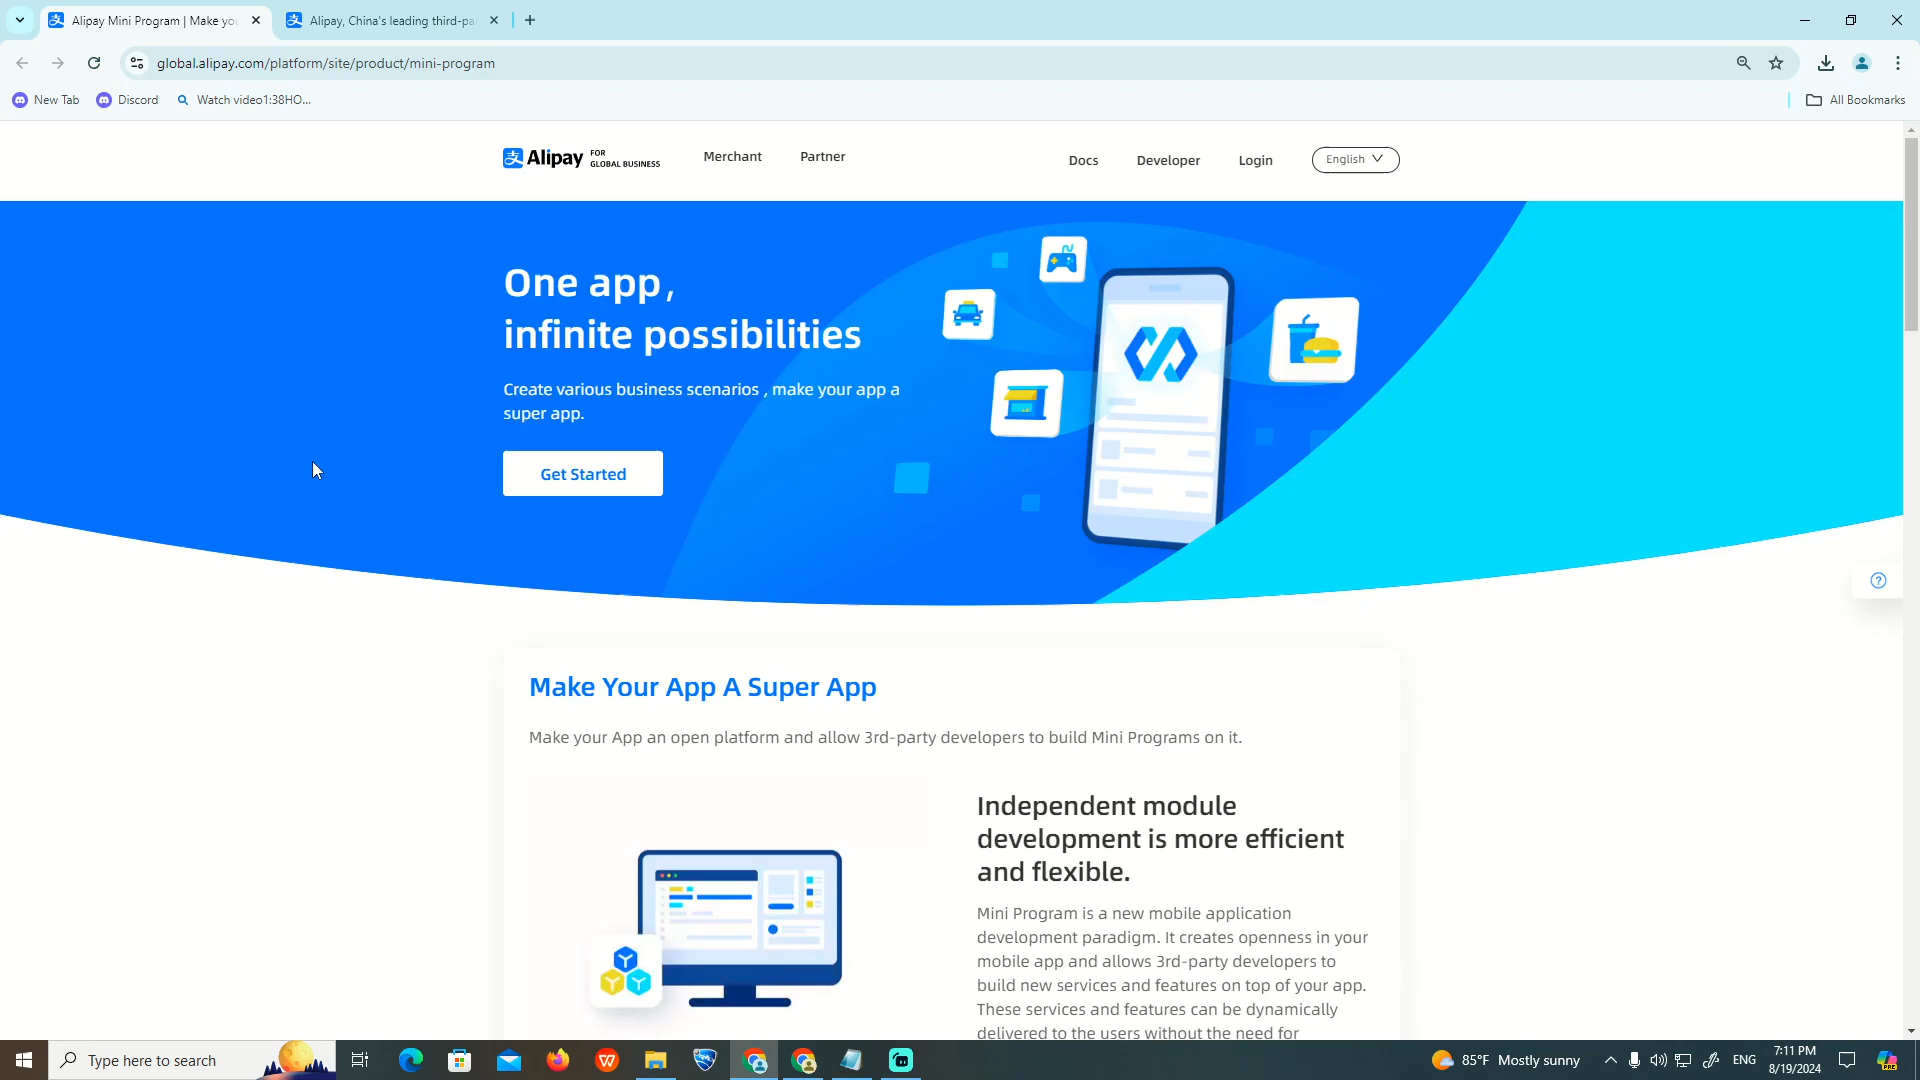 Alipay Mini Program | Make yo
Alipay, China's leading third-pa
global.alipay.com/platform/site/product/mini-program
New Tab
Discord
Watch video1:38HO...
All Bookmarks
支 Alipay FOR
GLOBAL BUSINESS
Merchant
Partner
Docs
Developer
Login
English
One app,
infinite possibilities
Create various business scenarios , make your app a
super app.
Get Started
Make Your App A Super App
Make your App an open platform and allow 3rd-party developers to build Mini Programs on it.
Independent module
development is more efficient
and flexible.
Mini Program is a new mobile application
development paradigm. It creates openness in your
mobile app and allows 3rd-party developers to
build new services and features on top of your app.
These services and features can be dynamically
delivered to the users without the need for
Type here to search
85°F Mostly sunny
ENG
7:11 PM
8/19/2024